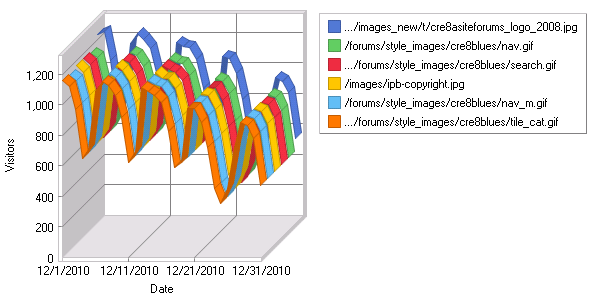 .../images_new/t/cre8asiteforums_logo_2008.jpg
/forums/style_images/cre8blues/nav.gif
.../forums/style_images/cre8blues/search.gif
/images/ipb-copyright.jpg
/forums/style_images/cre8blues/nav_m.gif
.../forums/style_images/cre8blues/tile_cat.gif
1,200
1,000
800
600
400
200
0
Visitors
12/1/2010 12/11/2010 12/21/2010 12/31/2010
Date